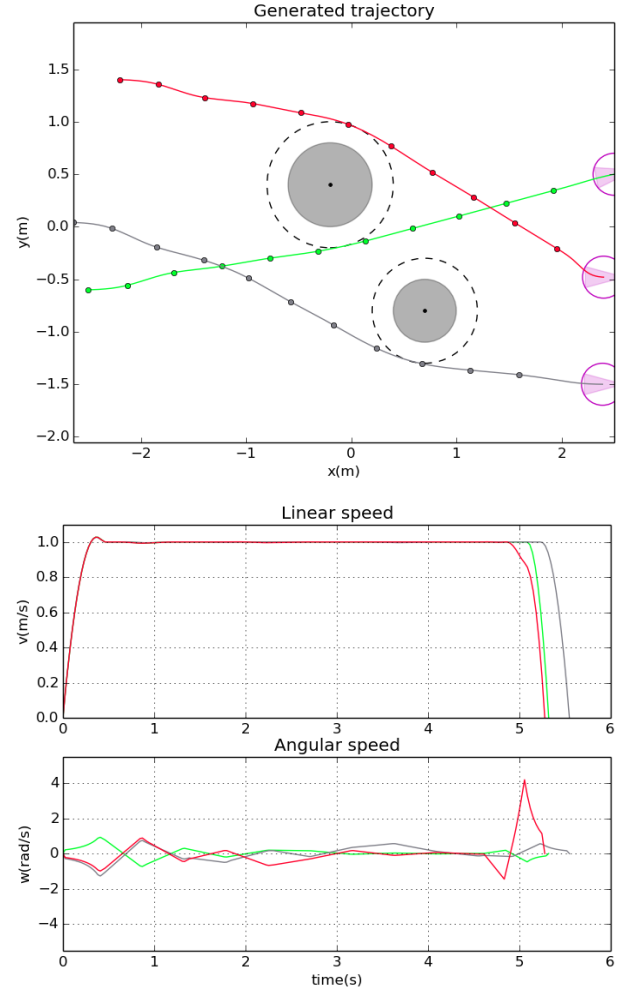 Generated trajectory
1.5
1.0
0.5
0.0
−0.5
−1.0
−1.5
−2.0
y(m)
−2 −1 0 1 2
x(m)
Linear speed
1.0
0.8
0.6
0.4
0.2
0.0
v(m/s)
0 1 2 3 4 5 6
Angular speed
4
2
0
−2
−4
w(rad/s)
0 1 2 3 4 5 6
time(s)